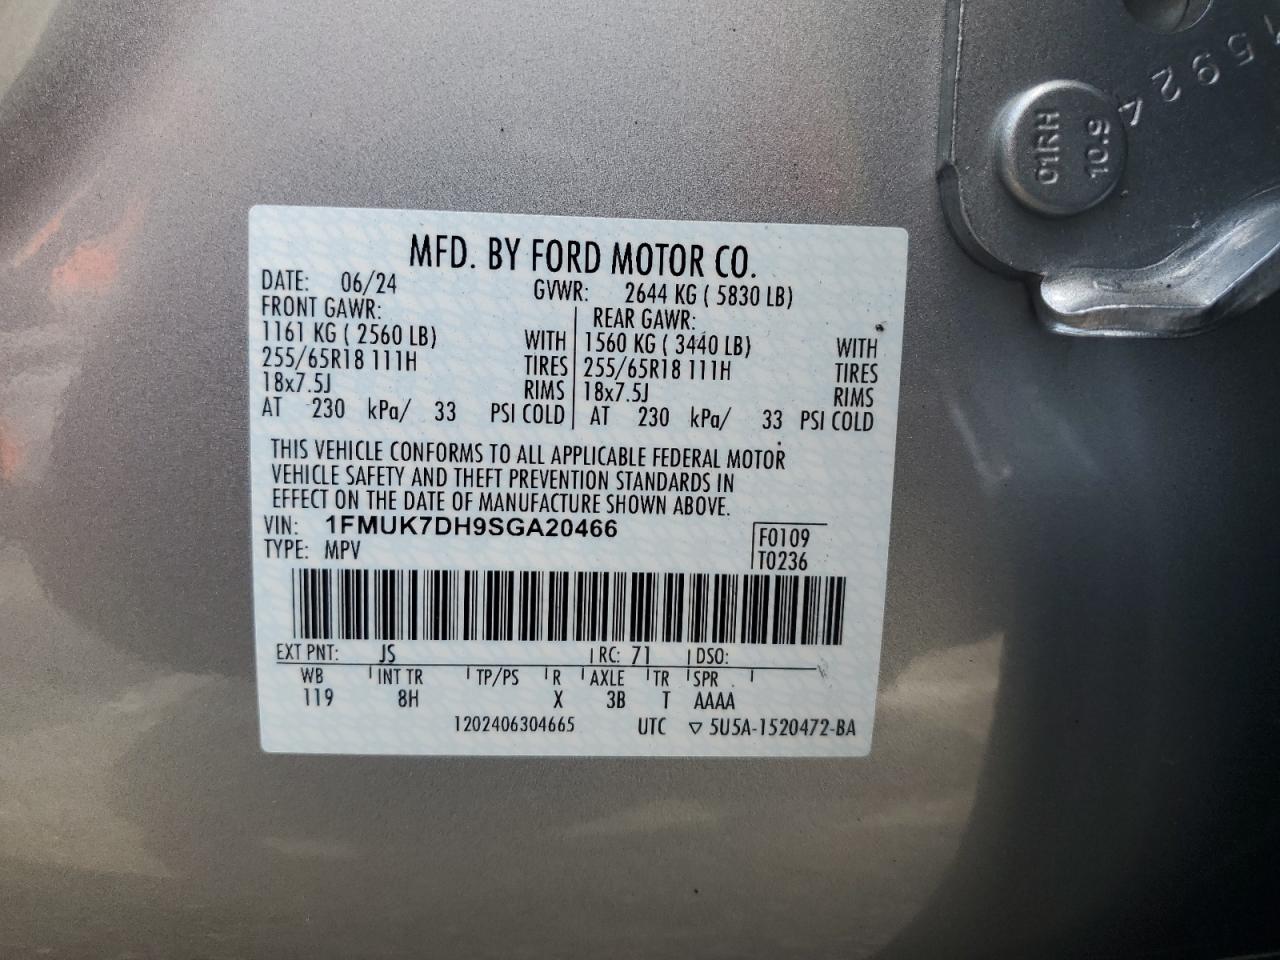 MFD. BY FORD MOTOR CO.
DATE: 06/24 GVWR: 2644 KG ( 5830 LB)
FRONT GAWR: REAR GAWR:
1161 KG ( 2560 LB) WITH 1560 KG ( 3440 LB) WITH
255/65R18 111H TIRES 255/65R18 111H TIRES
18x7.5J RIMS 18x7.5J RIMS
AT 230 kPa/ 33 PSI COLD AT 230 kPa/ 33 PSI COLD
THIS VEHICLE CONFORMS TO ALL APPLICABLE FEDERAL MOTOR
VEHICLE SAFETY AND THEFT PREVENTION STANDARDS IN
EFFECT ON THE DATE OF MANUFACTURE SHOWN ABOVE.
VIN: 1FMUK7DH9SGA20466 F0109
TYPE: MPV T0236
EXT PNT: JS RC: 71 DSO:
WB INT TR TP/PS R AXLE TR SPR
119 8H X 3B T AAAA
1202406304665 UTC ▽ 5U5A-1520472-BA
01RH
10.9